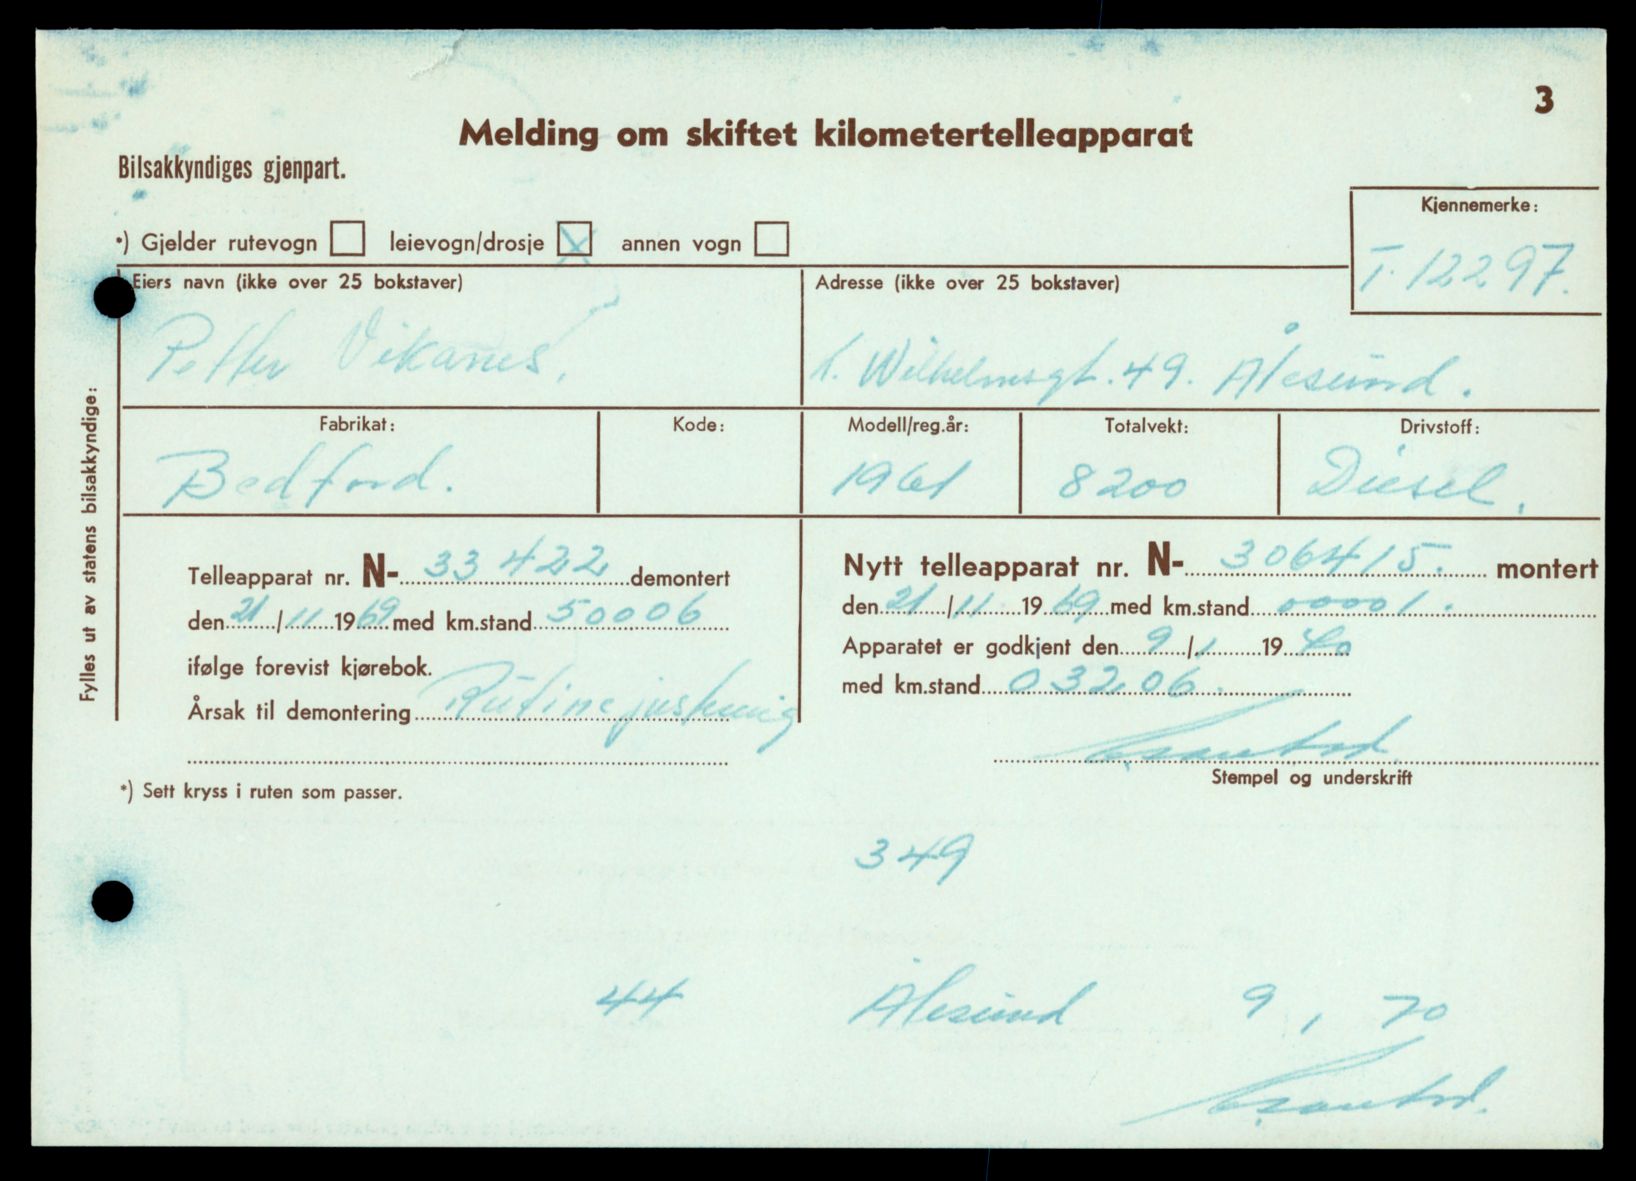 3
Melding om skiftet kilometertelleapparat
Bilsakkyndiges gjenpart.
Kjennemerke:
T. 12297.
*) Gjelder rutevogn leievogn/drosje X annen vogn
Eiers navn (ikke over 25 bokstaver) Adresse (ikke over 25 bokstaver)
Petter Vikanes. K. Wilhelmsgt. 49. Ålesund.
Fabrikat: Kode: Modell/reg.år: Totalvekt: Drivstoff:
Bedford. 1961 8200 Diesel.
Fylles ut av statens bilsakkyndige:
Telleapparat nr. N- 33422 demontert
den 21/11 1969 med km.stand 50006
ifølge forevist kjørebok.
Årsak til demontering Rutinejustering
Nytt telleapparat nr. N- 306415. montert
den 21/11 1969 med km.stand 00001.
Apparatet er godkjent den 9/1 19 70
med km.stand 03206.
Stempel og underskrift
*) Sett kryss i ruten som passer.
349
44 Ålesund 9 1 70